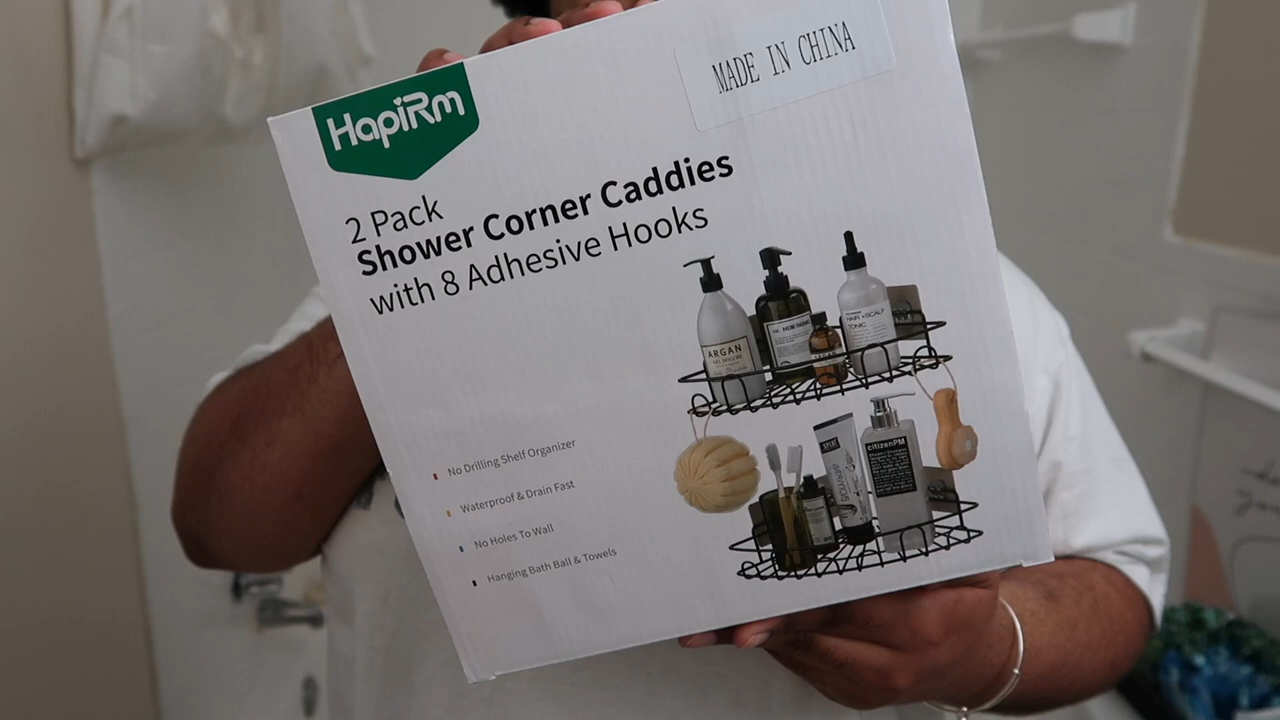 HapiRm
MADE IN CHINA
2 Pack
Shower Corner Caddies
with 8 Adhesive Hooks
No Drilling Shelf Organizer
Waterproof & Drain Fast
No Holes To Wall
Hanging Bath Ball & Towels
ARGAN
HAIR + SCALP
TONIC
citizenPM